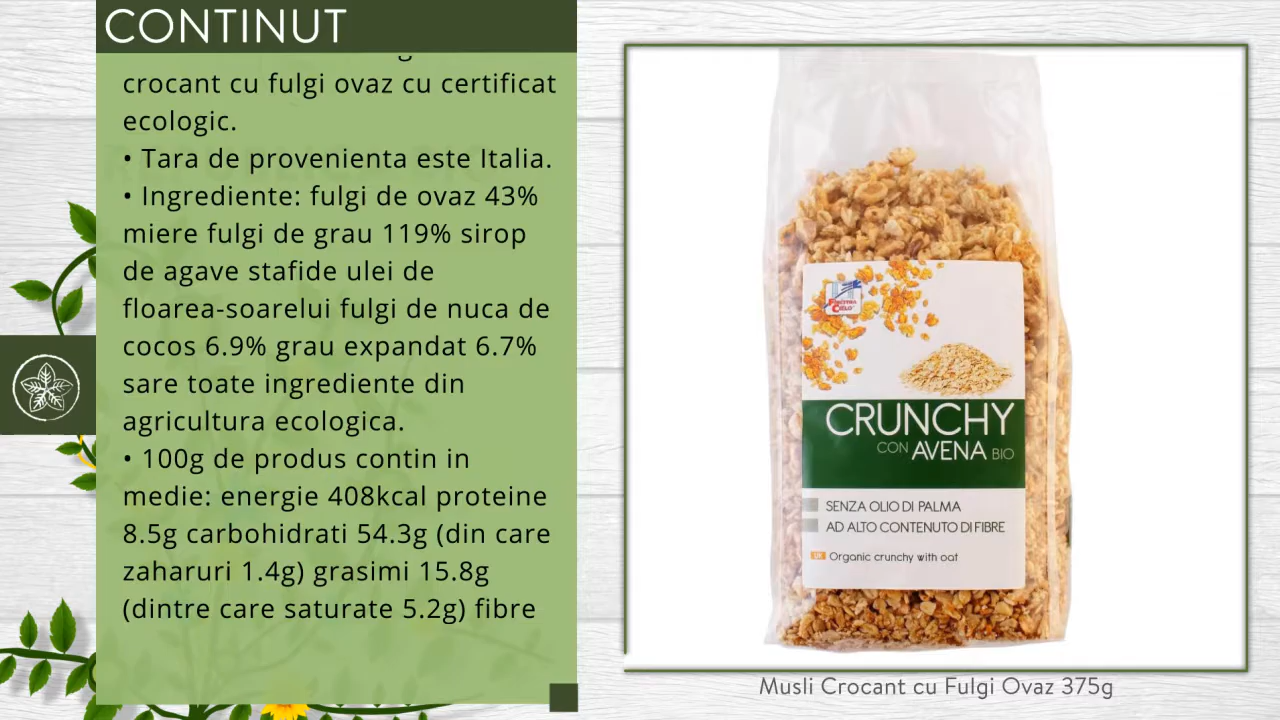 CONTINUT
crocant cu fulgi ovaz cu certificat
ecologic.
• Tara de provenienta este Italia.
• Ingrediente: fulgi de ovaz 43%
miere fulgi de grau 119% sirop
de agave stafide ulei de
floarea-soarelui fulgi de nuca de
cocos 6.9% grau expandat 6.7%
sare toate ingrediente din
agricultura ecologica.
• 100g de produs contin in
medie: energie 408kcal proteine
8.5g carbohidrati 54.3g (din care
zaharuri 1.4g) grasimi 15.8g
(dintre care saturate 5.2g) fibre
CRUNCHY
CON AVENA BIO
SENZA OLIO DI PALMA
AD ALTO CONTENUTO DI FIBRE
UK Organic crunchy with oat
Musli Crocant cu Fulgi Ovaz 375g